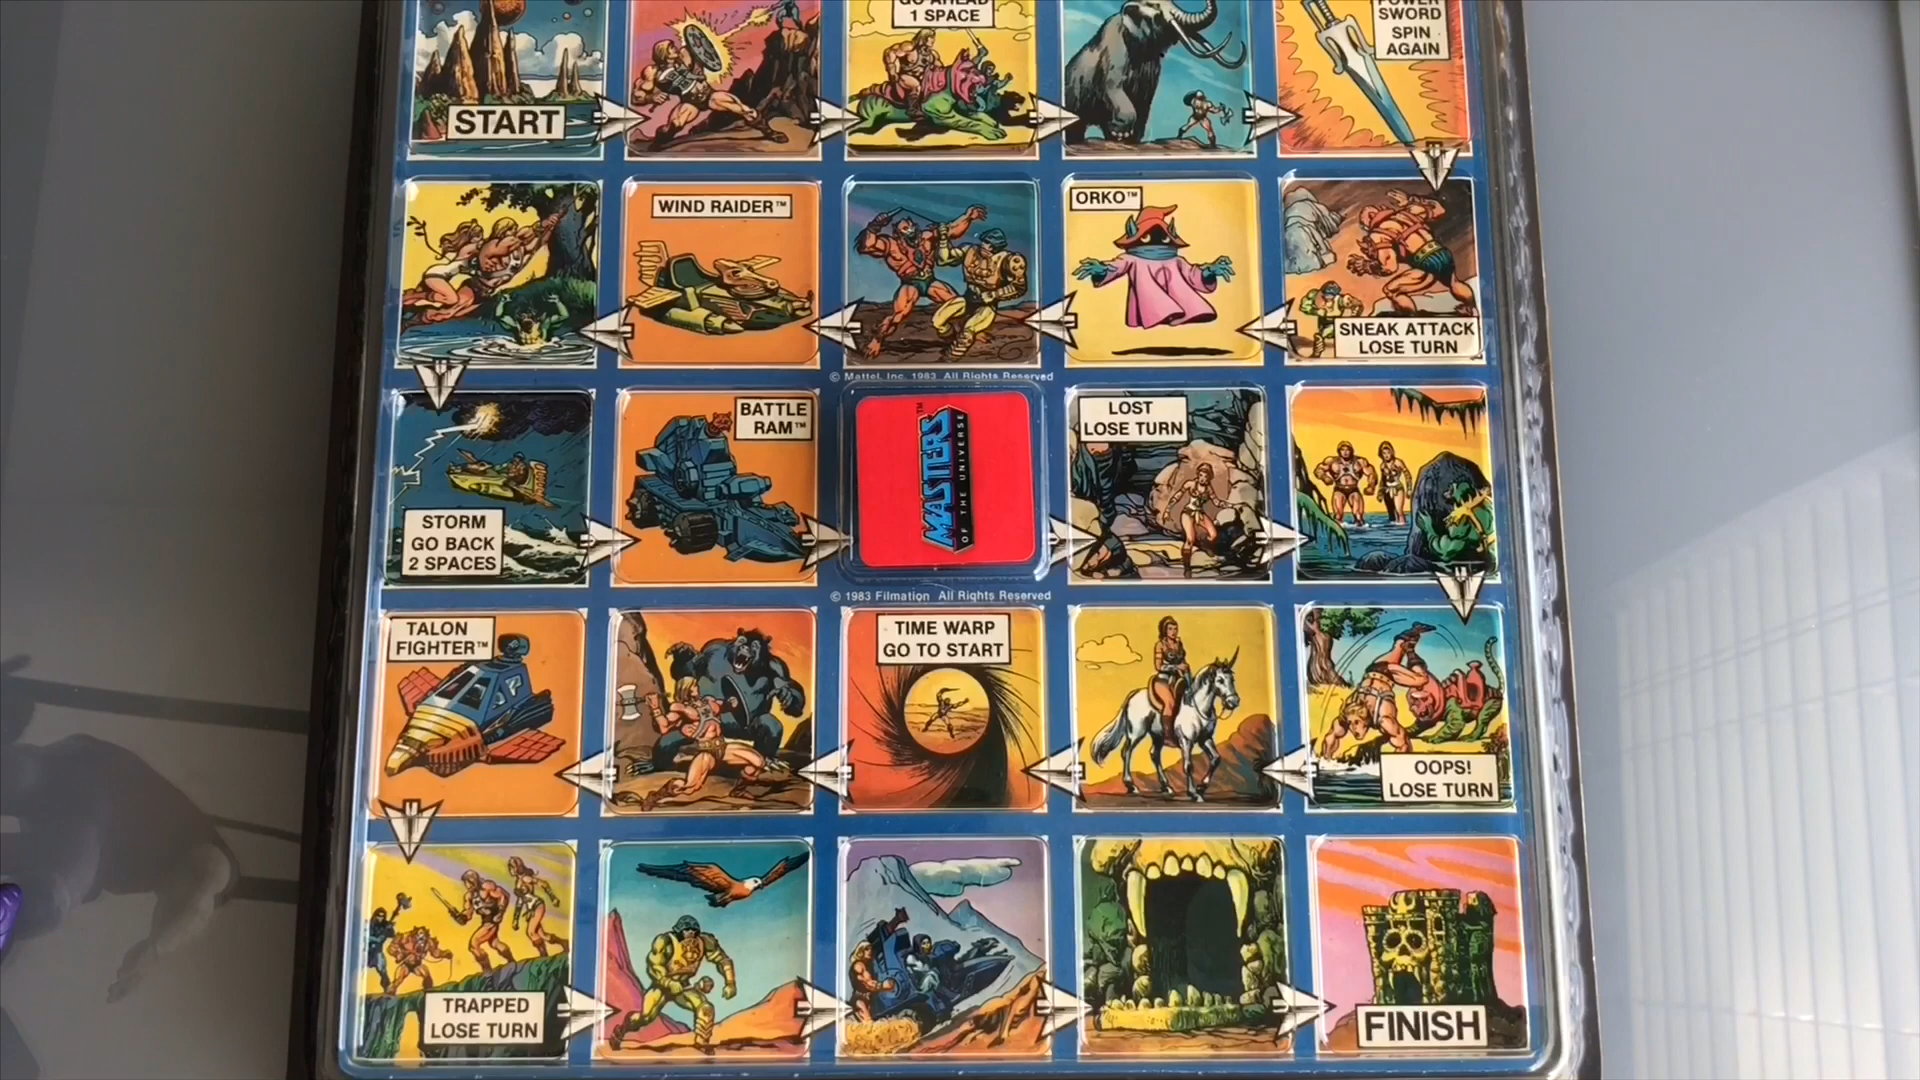 GO AHEAD
1 SPACE
POWER
SWORD
SPIN
AGAIN
START
WIND RAIDER™
ORKO™
SNEAK ATTACK
LOSE TURN
© Mattel, Inc. 1983 All Rights Reserved
STORM
GO BACK
2 SPACES
BATTLE
RAM™
MASTERS™
OF THE UNIVERSE
LOST
LOSE TURN
© 1983 Filmation All Rights Reserved
TALON
FIGHTER™
TIME WARP
GO TO START
OOPS!
LOSE TURN
TRAPPED
LOSE TURN
FINISH